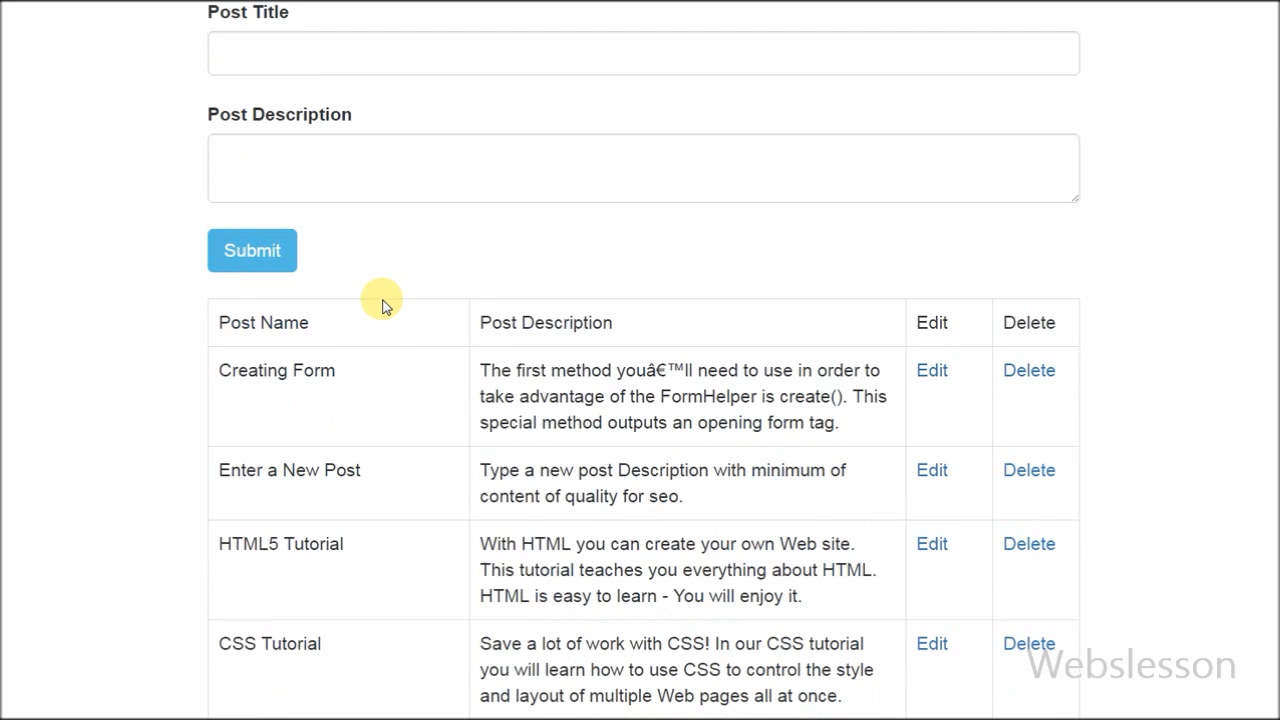 Post Title
Post Description
Submit
Post Name Post Description Edit Delete
Creating Form The first method youâ€™ll need to use in order to Edit Delete
take advantage of the FormHelper is create(). This
special method outputs an opening form tag.
Enter a New Post Type a new post Description with minimum of Edit Delete
content of quality for seo.
HTML5 Tutorial With HTML you can create your own Web site. Edit Delete
This tutorial teaches you everything about HTML.
HTML is easy to learn - You will enjoy it.
CSS Tutorial Save a lot of work with CSS! In our CSS tutorial Edit Delete
you will learn how to use CSS to control the style
and layout of multiple Web pages all at once.
Webslesson